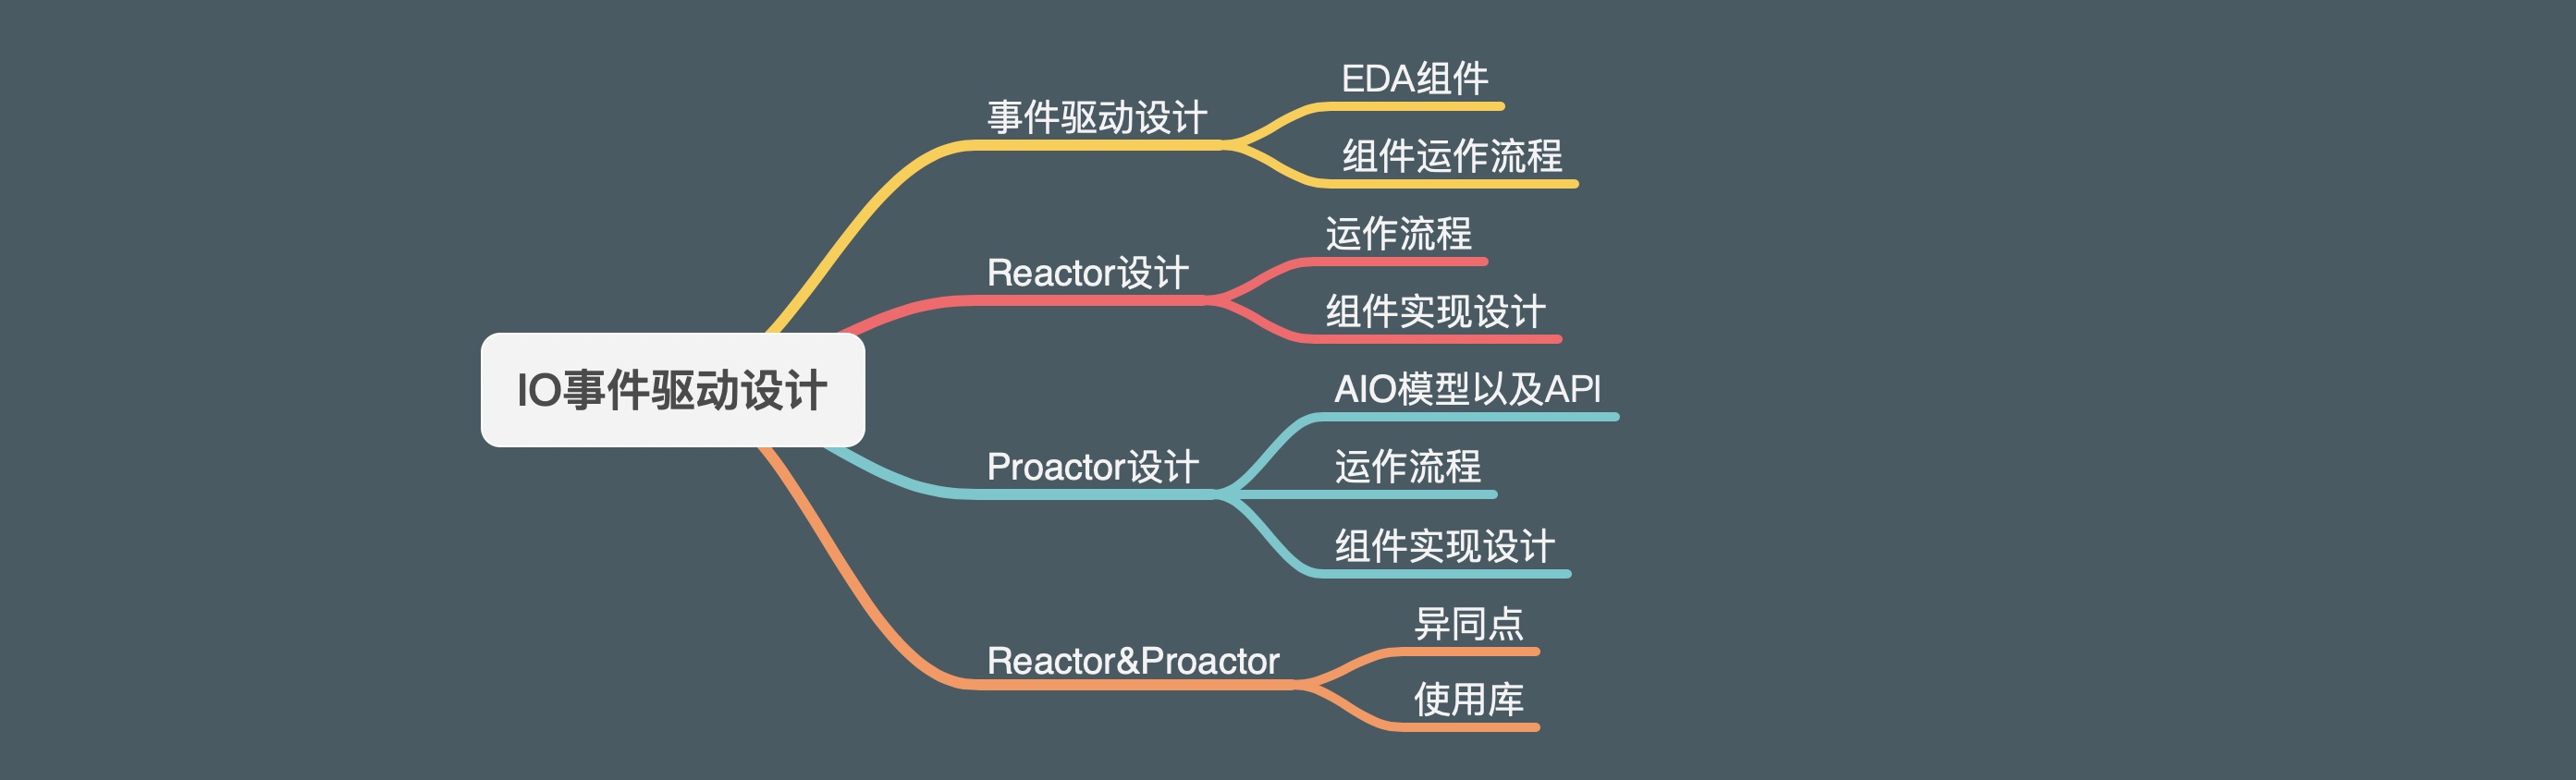 IO事件驱动设计
事件驱动设计
EDA组件
组件运作流程
Reactor设计
运作流程
组件实现设计
Proactor设计
AIO模型以及API
运作流程
组件实现设计
Reactor&Proactor
异同点
使用库